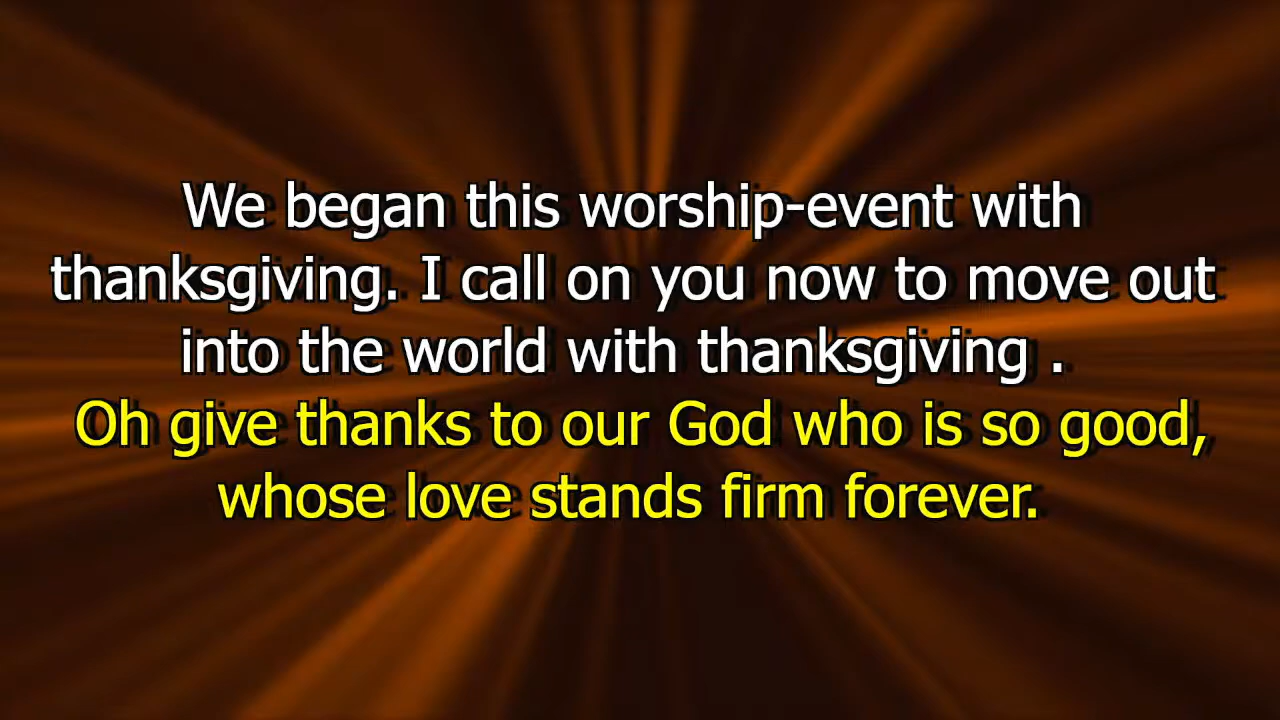 We began this worship-event with
thanksgiving. I call on you now to move out
into the world with thanksgiving .
Oh give thanks to our God who is so good,
whose love stands firm forever.